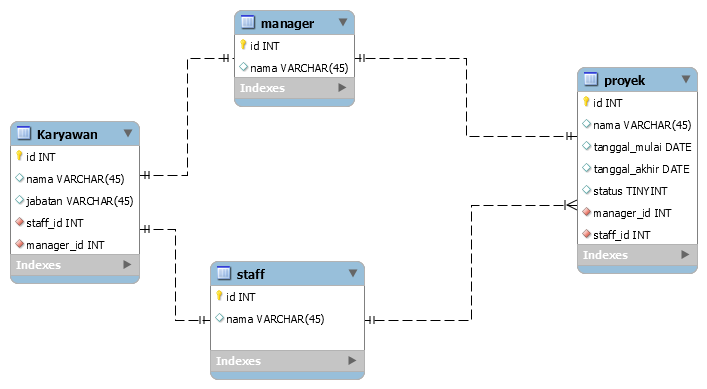 manager
id INT
nama VARCHAR(45)
Indexes
proyek
id INT
nama VARCHAR(45)
tanggal_mulai DATE
tanggal_akhir DATE
status TINYINT
manager_id INT
staff_id INT
Indexes
Karyawan
id INT
nama VARCHAR(45)
jabatan VARCHAR(45)
staff_id INT
manager_id INT
Indexes
staff
id INT
nama VARCHAR(45)
Indexes